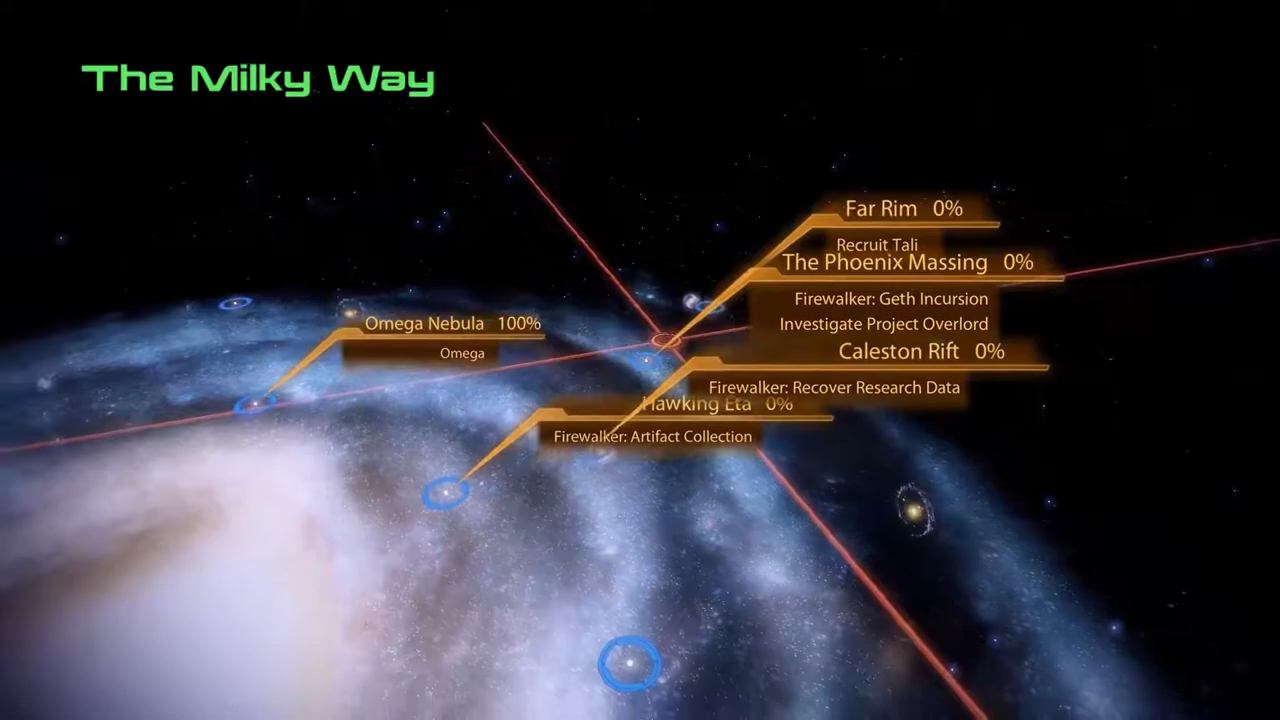 The Milky Way
Far Rim 0%
Recruit Tali
The Phoenix Massing 0%
Firewalker: Geth Incursion
Investigate Project Overlord
Omega Nebula 100%
Omega
Caleston Rift 0%
Firewalker: Recover Research Data
Hawking Eta 0%
Firewalker: Artifact Collection